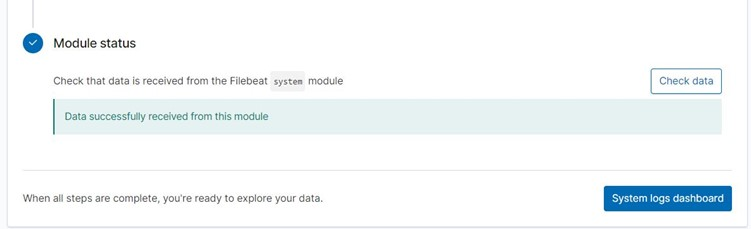 Module status
Check that data is received from the Filebeat system module
Check data
Data successfully received from this module
When all steps are complete, you're ready to explore your data.
System logs dashboard